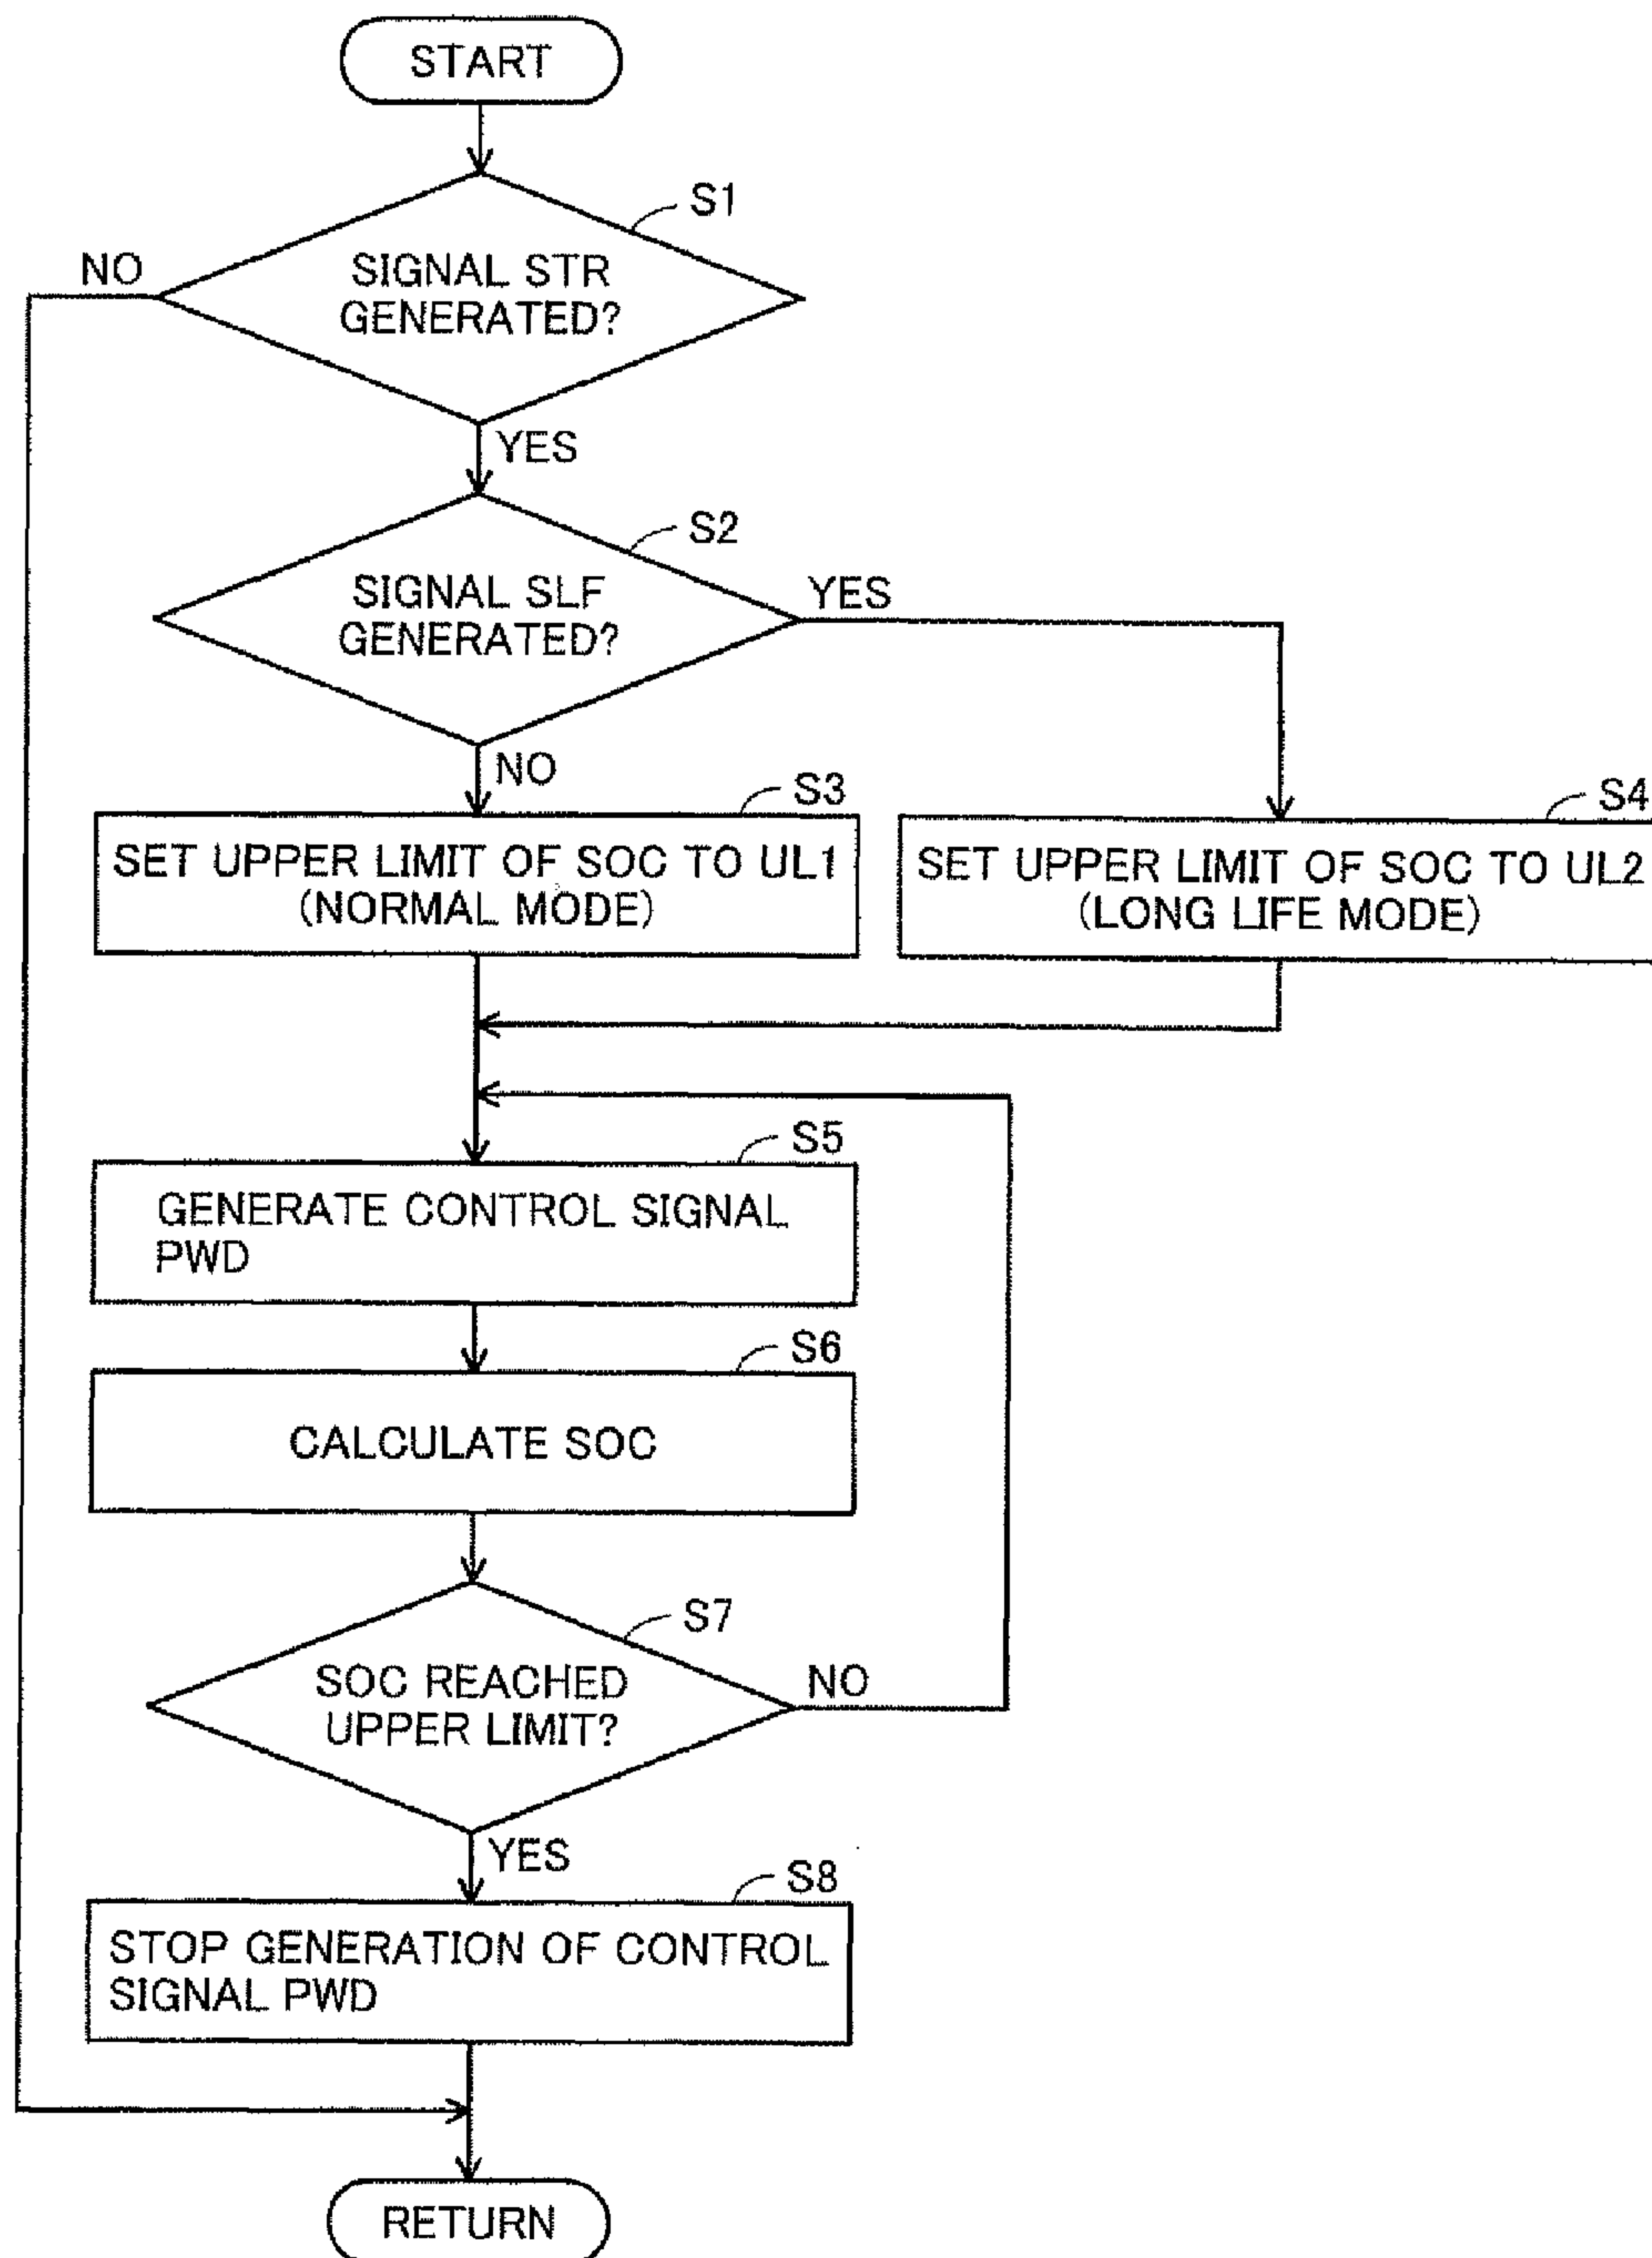 START
S1
NO
SIGNAL STR
GENERATED?
YES
S2
SIGNAL SLF
GENERATED?
YES
NO
S3
S4
SET UPPER LIMIT OF SOC TO UL1
(NORMAL MODE)
SET UPPER LIMIT OF SOC TO UL2
(LONG LIFE MODE)
S5
GENERATE CONTROL SIGNAL
PWD
S6
CALCULATE SOC
S7
SOC REACHED
UPPER LIMIT?
NO
YES
S8
STOP GENERATION OF CONTROL
SIGNAL PWD
RETURN